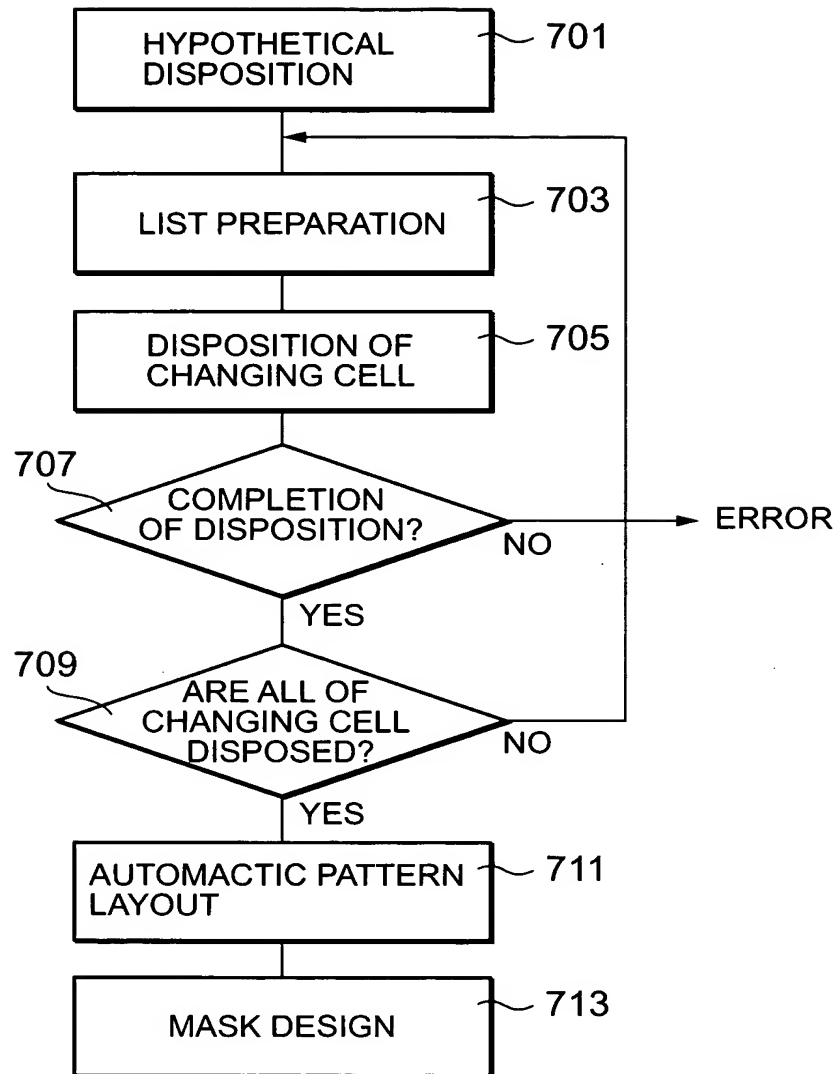 HYPOTHETICAL
DISPOSITION
701
LIST PREPARATION
703
DISPOSITION OF
CHANGING CELL
705
707
COMPLETION
OF DISPOSITION?
NO
ERROR
YES
709
ARE ALL OF
CHANGING CELL
DISPOSED?
NO
YES
AUTOMACTIC PATTERN
LAYOUT
711
MASK DESIGN
713